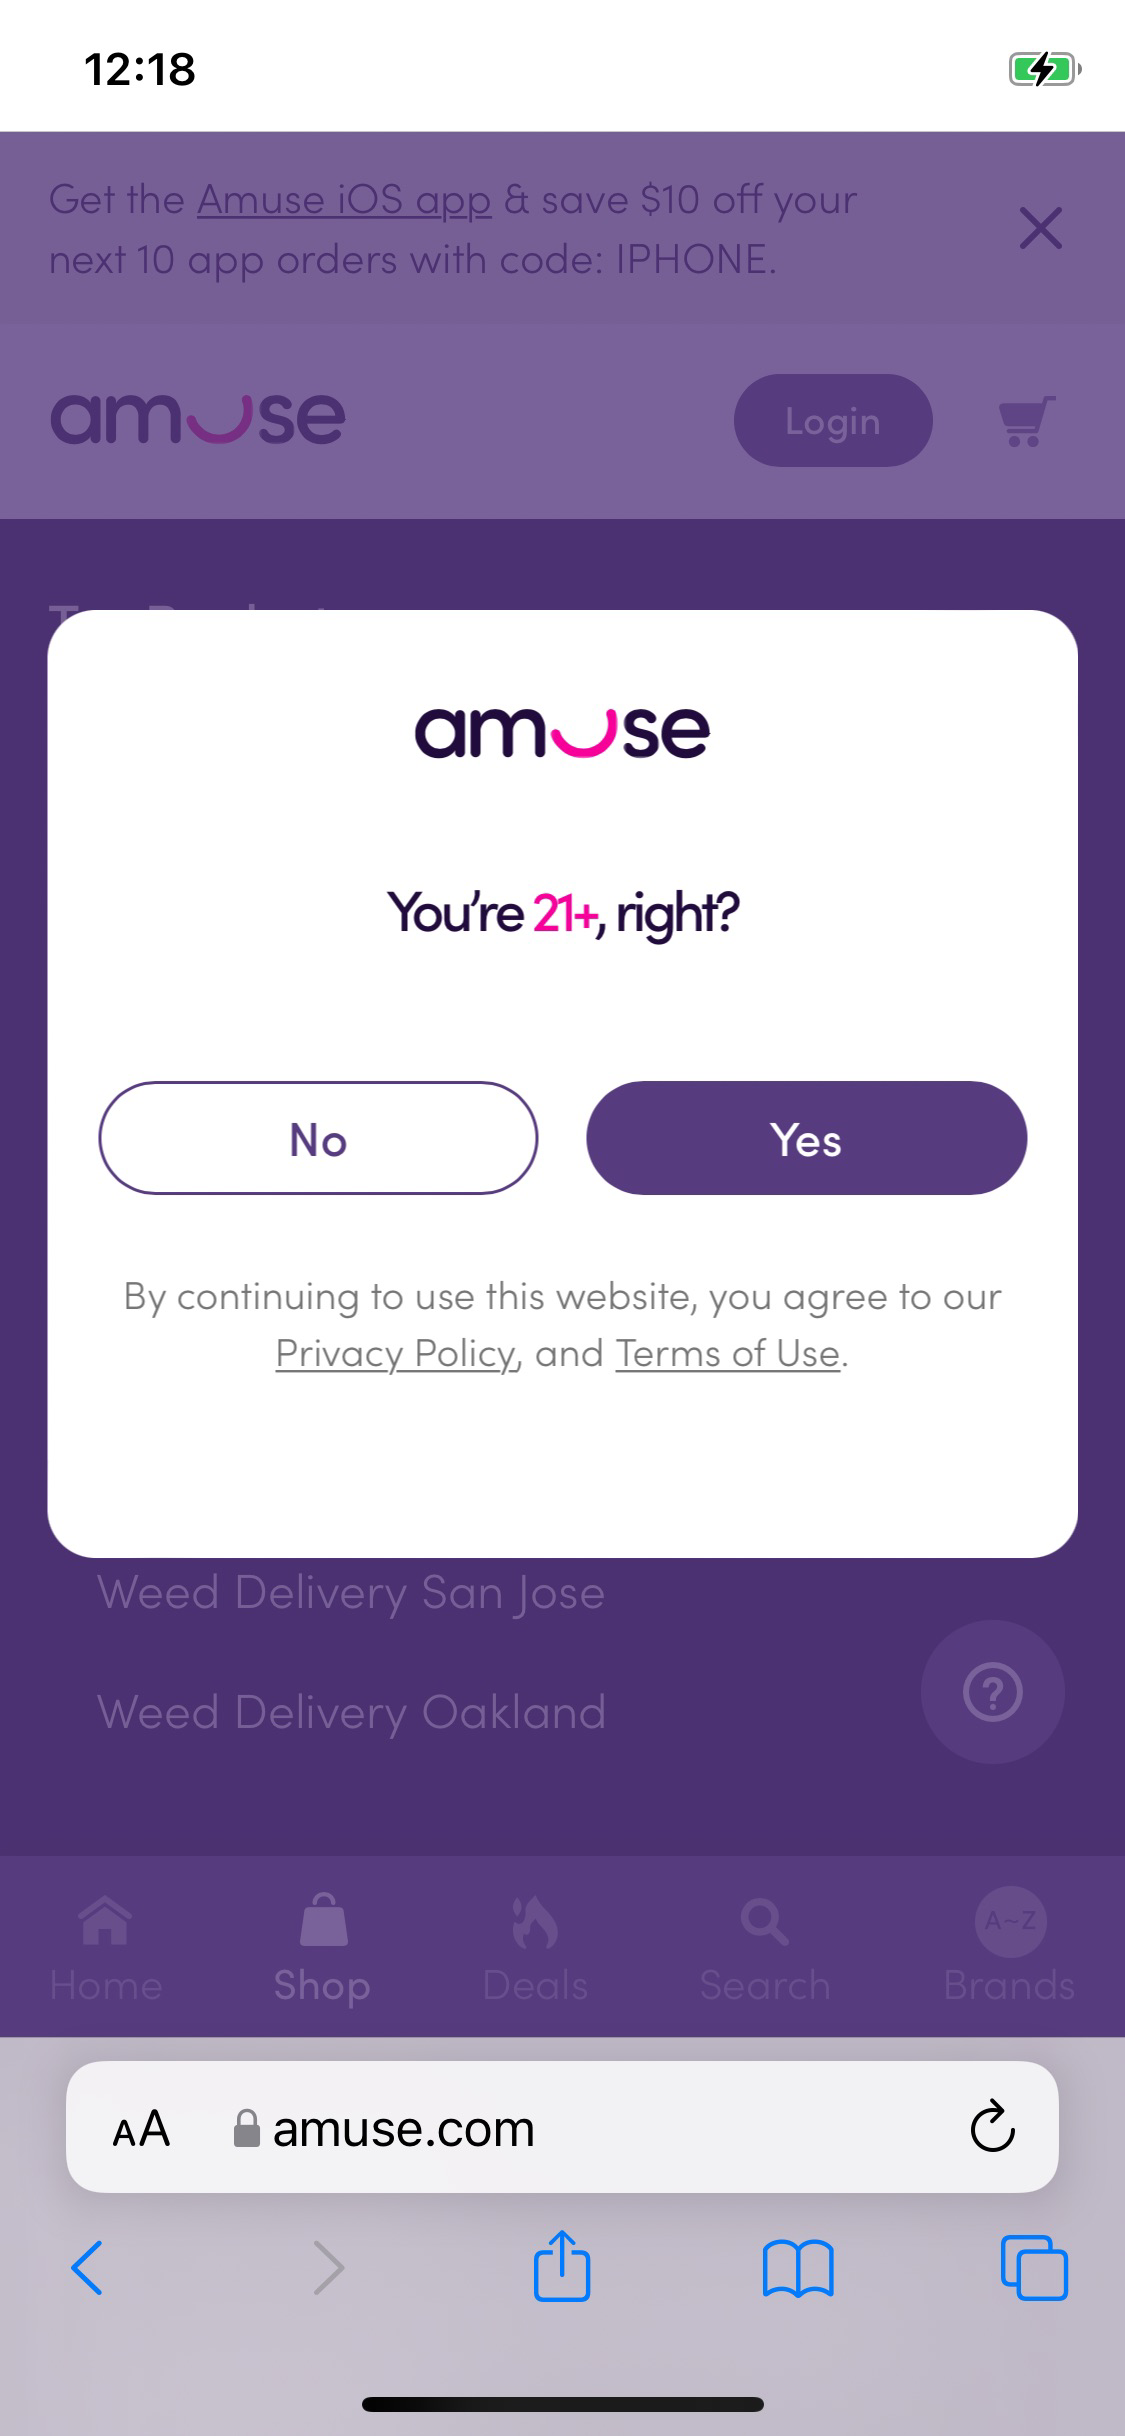 12:18
Get the Amuse iOS app & save $10 off your
next 10 app orders with code: IPHONE.
amuse
Login
amuse
You're 21+, right?
No
Yes
By continuing to use this website, you agree to our
Privacy Policy, and Terms of Use.
Weed Delivery San Jose
Weed Delivery Oakland
?
A~Z
Home
Shop
Deals
Search
Brands
AA
amuse.com